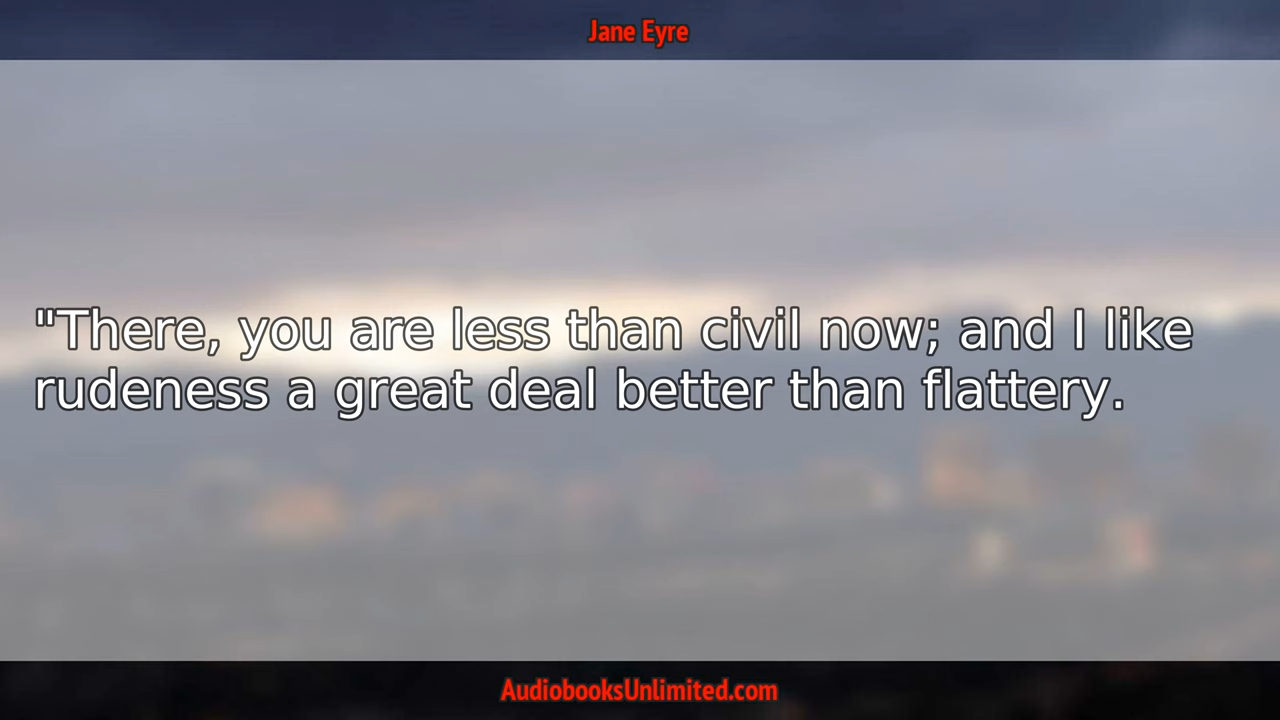 Jane Eyre
"There, you are less than civil now; and I like
rudeness a great deal better than flattery.
AudiobooksUnlimited.com